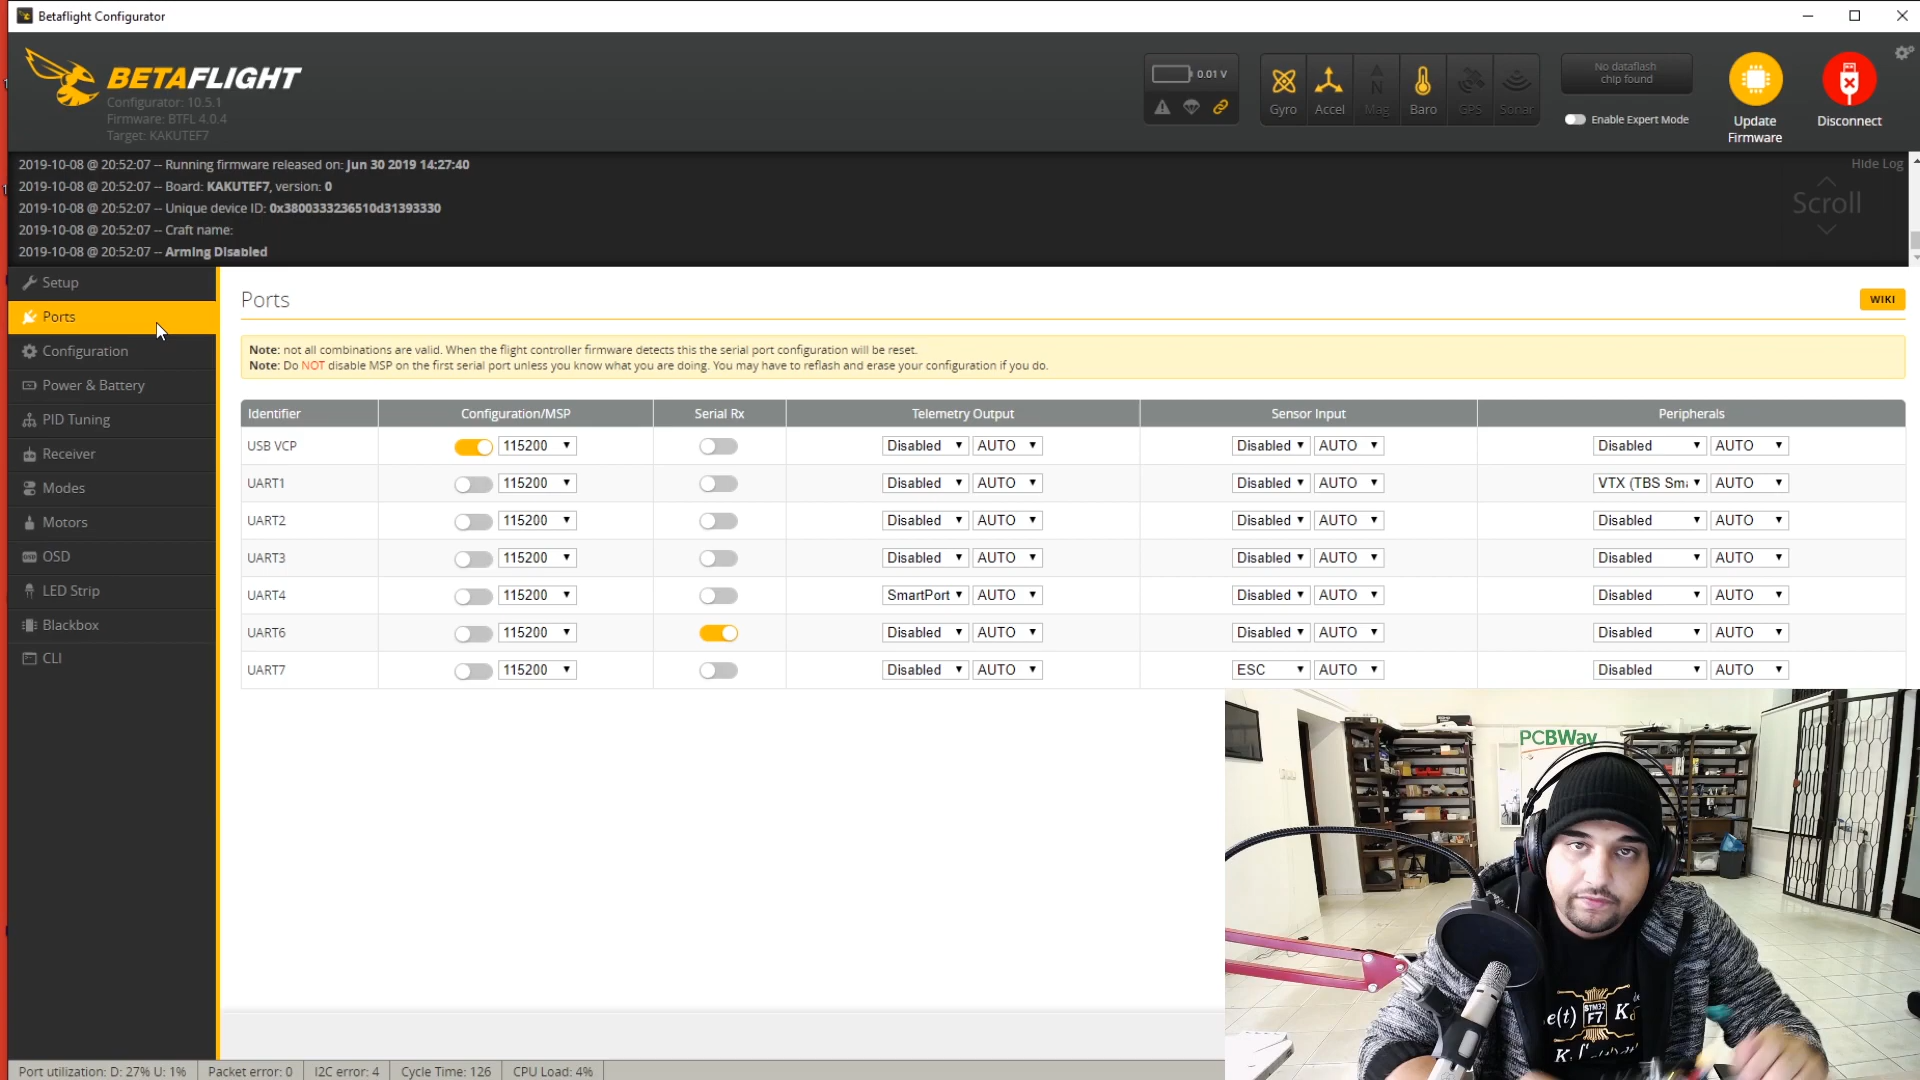 Betaflight Configurator
BETAFLIGHT
Configurator: 10.5.1
Firmware: BTFL 4.0.4
Target: KAKUTEF7
0.01 V
Gyro Accel Mag Baro GPS Sonar
No dataflash
chip found
Enable Expert Mode
Update
Firmware
Disconnect
2019-10-08 @ 20:52:07 -- Running firmware released on: Jun 30 2019 14:27:40
2019-10-08 @ 20:52:07 -- Board: KAKUTEF7, version: 0
2019-10-08 @ 20:52:07 -- Unique device ID: 0x3800333236510d31393330
2019-10-08 @ 20:52:07 -- Craft name:
2019-10-08 @ 20:52:07 -- Arming Disabled
Hide Log
Scroll
Setup
Ports
Configuration
Power & Battery
PID Tuning
Receiver
Modes
Motors
OSD
LED Strip
Blackbox
CLI
Ports
WIKI
Note: not all combinations are valid. When the flight controller firmware detects this the serial port configuration will be reset.
Note: Do NOT disable MSP on the first serial port unless you know what you are doing. You may have to reflash and erase your configuration if you do.
Identifier Configuration/MSP Serial Rx Telemetry Output Sensor Input Peripherals
USB VCP 115200 Disabled AUTO Disabled AUTO Disabled AUTO
UART1 115200 Disabled AUTO Disabled AUTO VTX (TBS Sma AUTO
UART2 115200 Disabled AUTO Disabled AUTO Disabled AUTO
UART3 115200 Disabled AUTO Disabled AUTO Disabled AUTO
UART4 115200 SmartPort AUTO Disabled AUTO Disabled AUTO
UART6 115200 Disabled AUTO Disabled AUTO Disabled AUTO
UART7 115200 Disabled AUTO ESC AUTO Disabled AUTO
PCBWay
STM32
F7
Port utilization: D: 27% U: 1% Packet error: 0 I2C error: 4 Cycle Time: 126 CPU Load: 4%